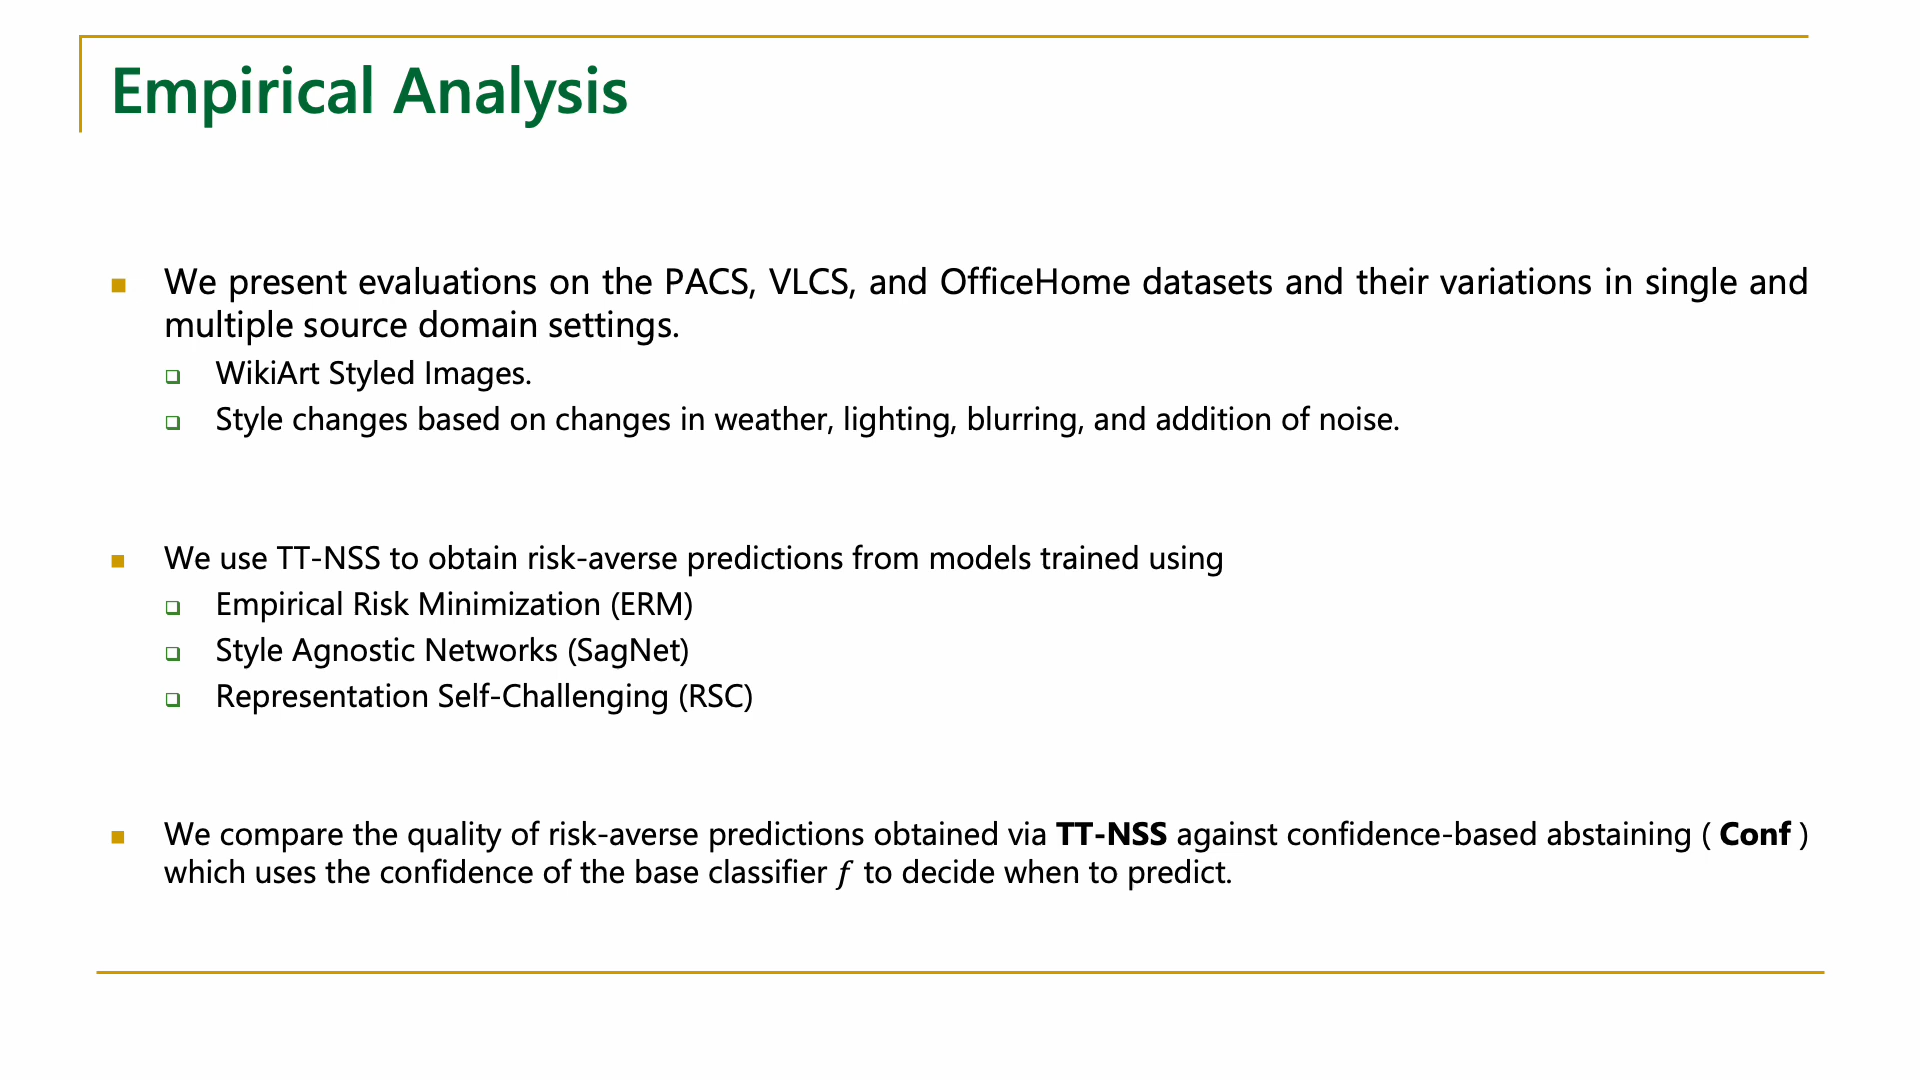 Empirical Analysis
We present evaluations on the PACS, VLCS, and OfficeHome datasets and their variations in single and
multiple source domain settings.
WikiArt Styled Images.
Style changes based on changes in weather, lighting, blurring, and addition of noise.
We use TT-NSS to obtain risk-averse predictions from models trained using
Empirical Risk Minimization (ERM)
Style Agnostic Networks (SagNet)
Representation Self-Challenging (RSC)
We compare the quality of risk-averse predictions obtained via TT-NSS against confidence-based abstaining ( Conf )
which uses the confidence of the base classifier f to decide when to predict.